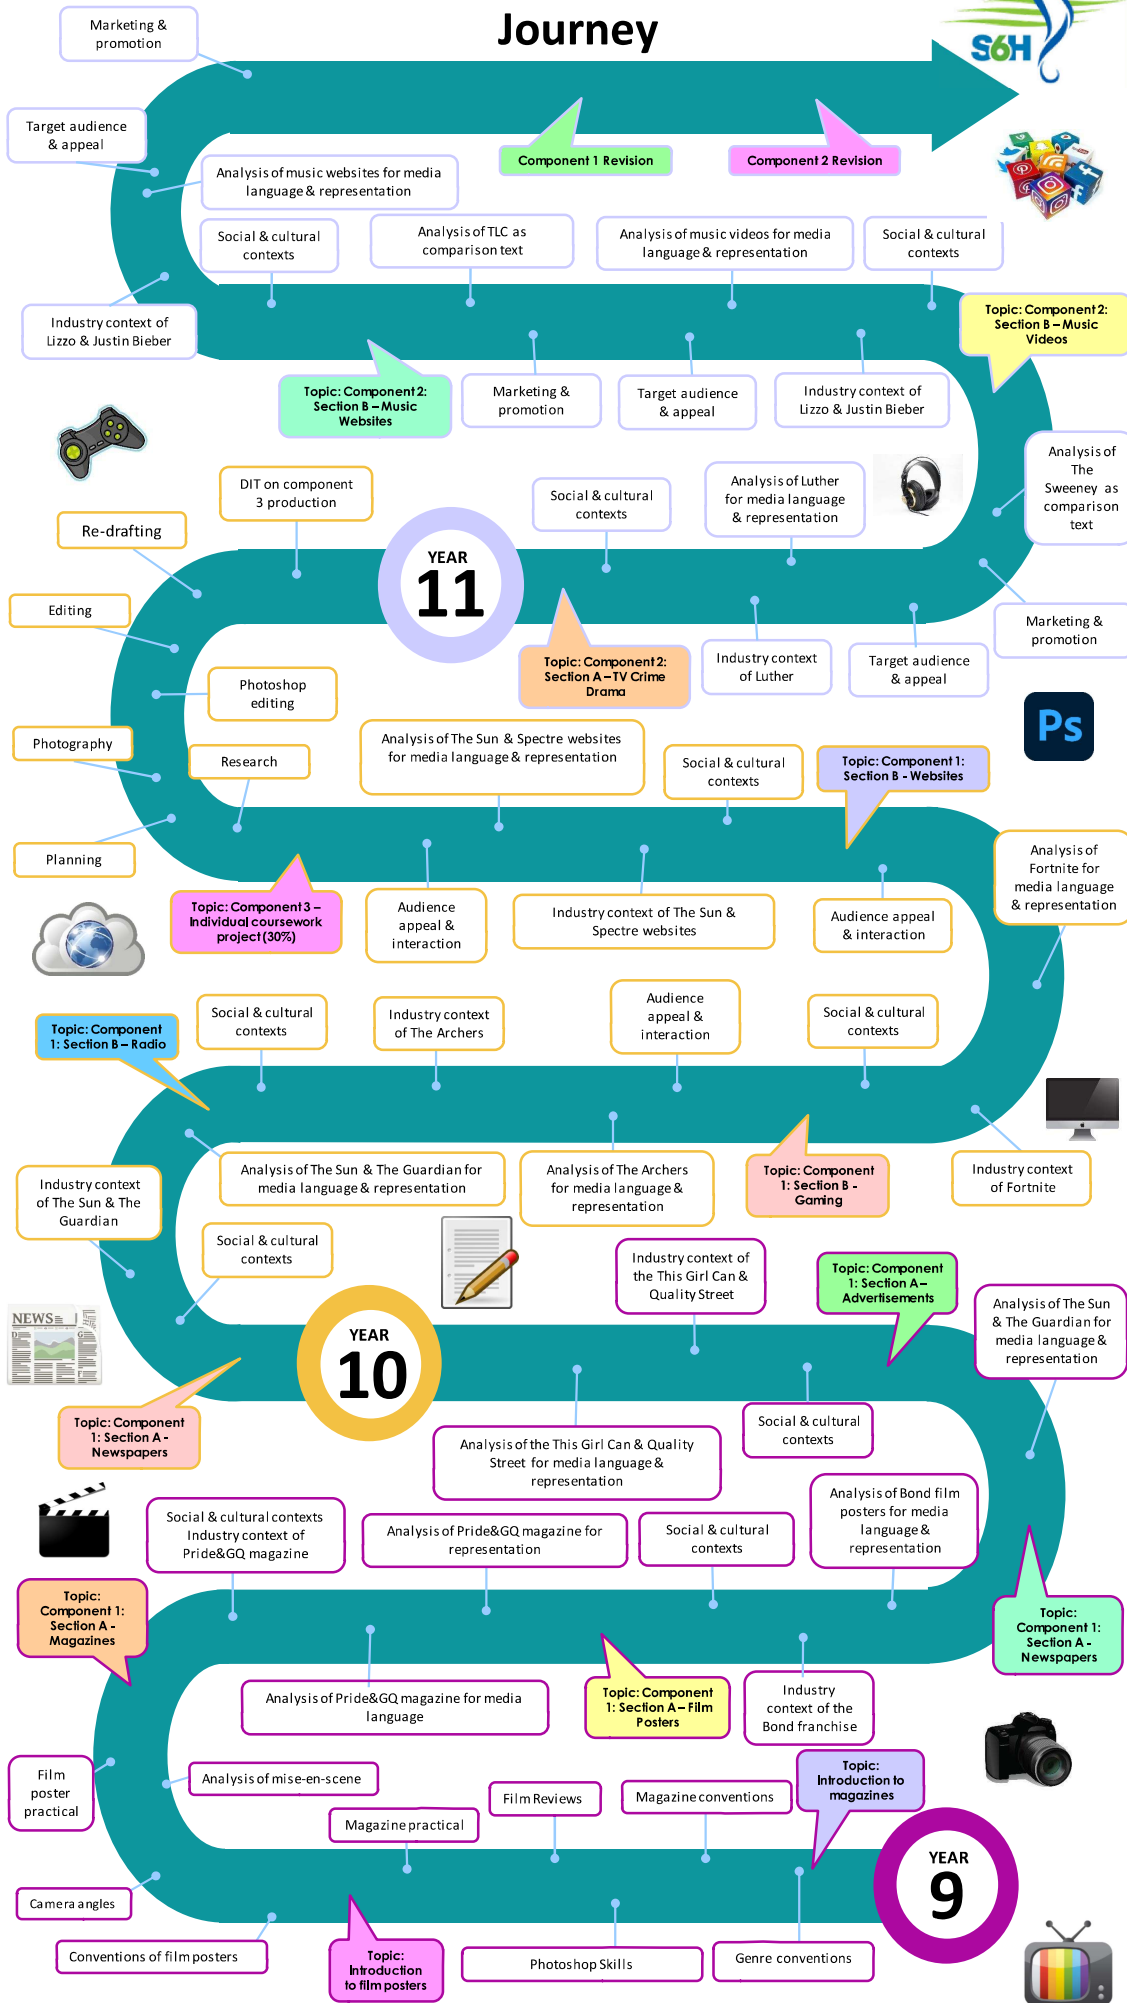 Journey
S6H
Marketing &
promotion
Target audience
& appeal
Component 1 Revision
Component 2 Revision
Analysis of music websites for media
language & representation
Social & cultural
contexts
Analysis of TLC as
comparison text
Analysis of music videos for media
language & representation
Social & cultural
contexts
Industry context of
Lizzo & Justin Bieber
Topic: Component 2:
Section B – Music
Videos
Topic: Component 2:
Section B – Music
Websites
Marketing &
promotion
Target audience
& appeal
Industry context of
Lizzo & Justin Bieber
Analysis of
The
Sweeney as
comparison
text
DIT on component
3 production
Social & cultural
contexts
Analysis of Luther
for media language
& representation
Re-drafting
YEAR
11
Editing
Marketing &
promotion
Topic: Component 2:
Section A – TV Crime
Drama
Industry context
of Luther
Target audience
& appeal
Photoshop
editing
Ps
Photography
Research
Analysis of The Sun & Spectre websites
for media language & representation
Social & cultural
contexts
Topic: Component 1:
Section B - Websites
Planning
Analysis of
Fortnite for
media language
& representation
Topic: Component 3 –
Individual coursework
project (30%)
Audience
appeal &
interaction
Industry context of The Sun &
Spectre websites
Audience appeal
& interaction
Topic: Component
1: Section B – Radio
Social & cultural
contexts
Industry context
of The Archers
Audience
appeal &
interaction
Social & cultural
contexts
Industry context
of The Sun & The
Guardian
Analysis of The Sun & The Guardian for
media language & representation
Analysis of The Archers
for media language &
representation
Topic: Component
1: Section B -
Gaming
Industry context
of Fortnite
Social & cultural
contexts
Industry context of
the This Girl Can &
Quality Street
Topic: Component
1: Section A –
Advertisements
Analysis of The Sun
& The Guardian for
media language &
representation
NEWS
YEAR
10
Topic: Component
1: Section A -
Newspapers
Analysis of the This Girl Can & Quality
Street for media language &
representation
Social & cultural
contexts
Social & cultural contexts
Industry context of
Pride&GQ magazine
Analysis of Pride&GQ magazine for
representation
Social & cultural
contexts
Analysis of Bond film
posters for media
language &
representation
Topic:
Component 1:
Section A -
Magazines
Topic:
Component 1:
Section A -
Newspapers
Analysis of Pride&GQ magazine for media
language
Topic: Component
1: Section A – Film
Posters
Industry
context of the
Bond franchise
Film
poster
practical
Analysis of mise-en-scene
Magazine practical
Film Reviews
Magazine conventions
Topic:
Introduction to
magazines
YEAR
9
Camera angles
Conventions of film posters
Topic:
Introduction
to film posters
Photoshop Skills
Genre conventions